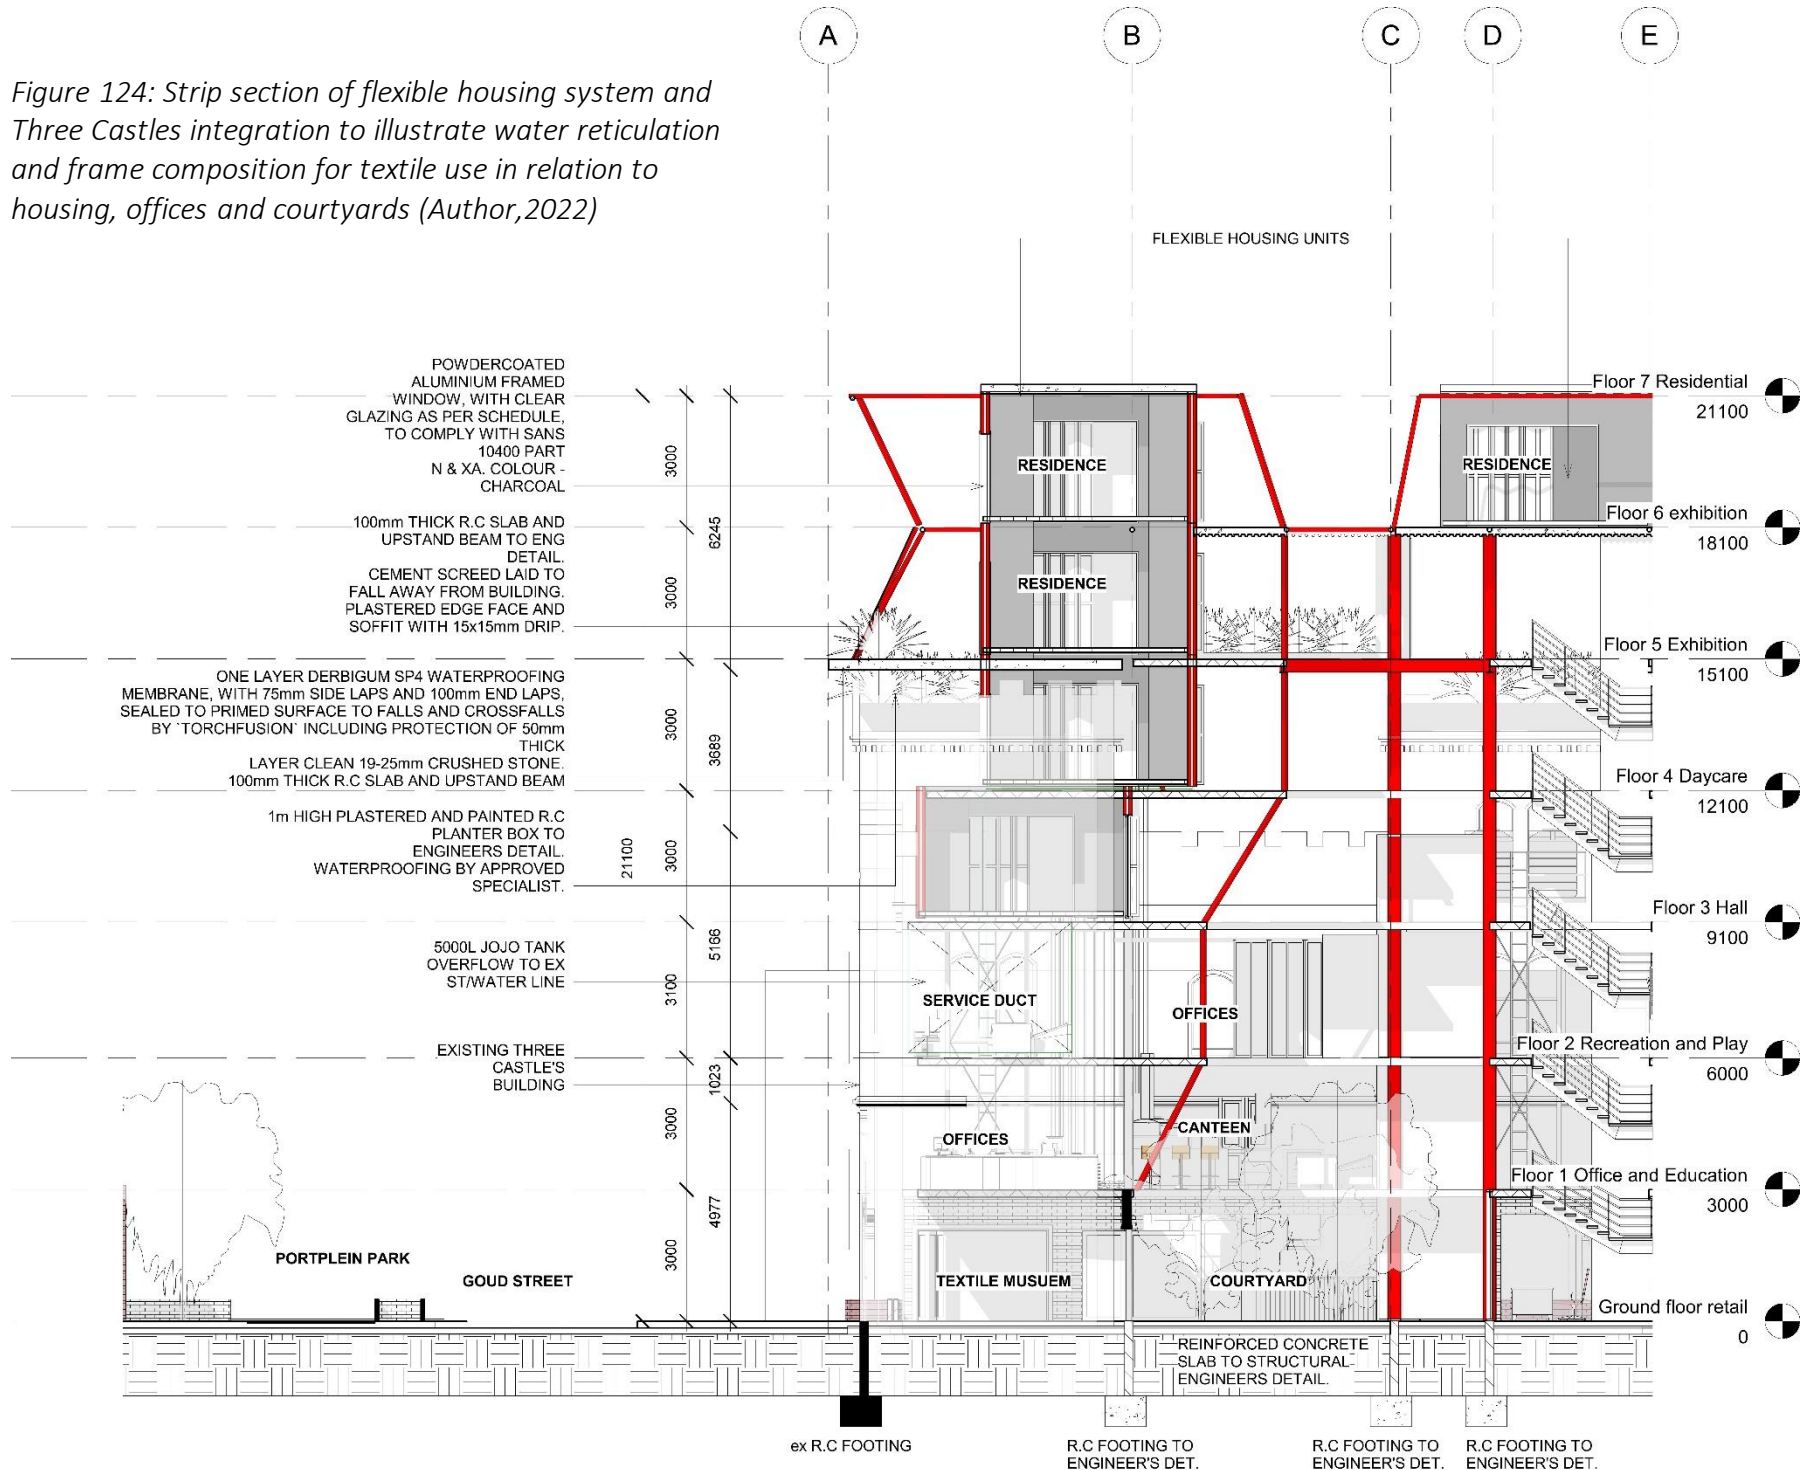 A
B
C
D
E
Figure 124: Strip section of flexible housing system and
Three Castles integration to illustrate water reticulation
and frame composition for textile use in relation to
housing, offices and courtyards (Author,2022)
FLEXIBLE HOUSING UNITS
POWDERCOATED
ALUMINIUM FRAMED
WINDOW, WITH CLEAR
GLAZING AS PER SCHEDULE,
TO COMPLY WITH SANS
10400 PART
N & XA. COLOUR -
CHARCOAL
100mm THICK R.C SLAB AND
UPSTAND BEAM TO ENG
DETAIL.
CEMENT SCREED LAID TO
FALL AWAY FROM BUILDING.
PLASTERED EDGE FACE AND
SOFFIT WITH 15x15mm DRIP.
ONE LAYER DERBIGUM SP4 WATERPROOFING
MEMBRANE, WITH 75mm SIDE LAPS AND 100mm END LAPS,
SEALED TO PRIMED SURFACE TO FALLS AND CROSSFALLS
BY `TORCHFUSION` INCLUDING PROTECTION OF 50mm
THICK
LAYER CLEAN 19-25mm CRUSHED STONE.
100mm THICK R.C SLAB AND UPSTAND BEAM
1m HIGH PLASTERED AND PAINTED R.C
PLANTER BOX TO
ENGINEERS DETAIL.
WATERPROOFING BY APPROVED
SPECIALIST.
5000L JOJO TANK
OVERFLOW TO EX
ST/WATER LINE
EXISTING THREE
CASTLE'S
BUILDING
21100
3000
3000
3000
3000
3100
3000
3000
6245
3689
5166
1023
4977
RESIDENCE
RESIDENCE
RESIDENCE
SERVICE DUCT
OFFICES
OFFICES
CANTEEN
PORTPLEIN PARK
GOUD STREET
TEXTILE MUSUEM
COURTYARD
Floor 7 Residential
21100
Floor 6 exhibition
18100
Floor 5 Exhibition
15100
Floor 4 Daycare
12100
Floor 3 Hall
9100
Floor 2 Recreation and Play
6000
Floor 1 Office and Education
3000
Ground floor retail
0
REINFORCED CONCRETE
SLAB TO STRUCTURAL
ENGINEERS DETAIL.
ex R.C FOOTING
R.C FOOTING TO
ENGINEER'S DET.
R.C FOOTING TO
ENGINEER'S DET.
R.C FOOTING TO
ENGINEER'S DET.